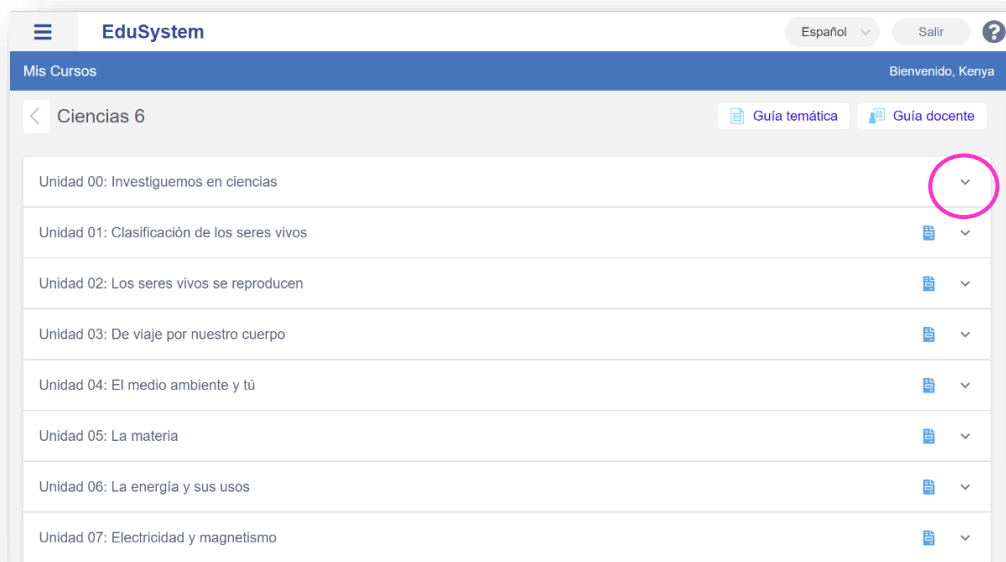 EduSystem
Español
Salir
?
Mis Cursos
Bienvenido, Kenya
Ciencias 6
Guía temática
Guía docente
Unidad 00: Investiguemos en ciencias
Unidad 01: Clasificación de los seres vivos
Unidad 02: Los seres vivos se reproducen
Unidad 03: De viaje por nuestro cuerpo
Unidad 04: El medio ambiente y tú
Unidad 05: La materia
Unidad 06: La energía y sus usos
Unidad 07: Electricidad y magnetismo